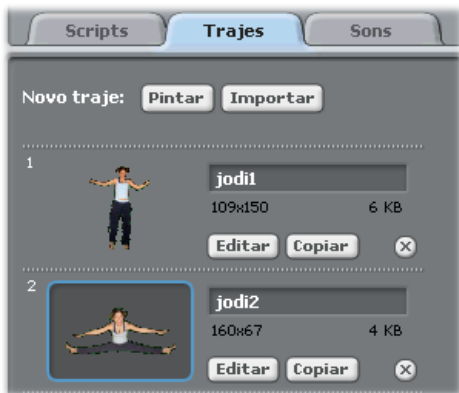 Scripts Trajes Sons
Novo traje: Pintar Importar
1
jodi1
109x150 6 KB
Editar Copiar
2
jodi2
160x67 4 KB
Editar Copiar